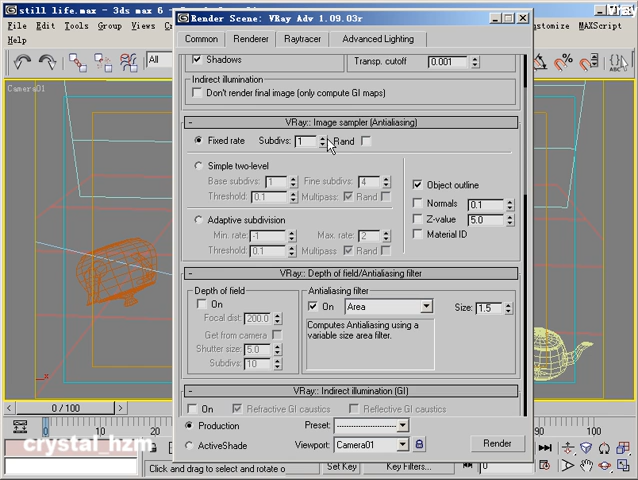 still life.max - 3ds max 6 -
Render Scene: VRay Adv 1.09.03r
File Edit Tools
Customize MAXScript
Help
Common Renderer Raytracer Advanced Lighting
All
Camera01
Shadows Transp. cutoff 0.001
Indirect illumination
Don't render final image (only compute GI maps)
- VRay:: Image sampler (Antialiasing)
Fixed rate Subdivs: 1 Rand
Simple two-level
Base subdivs: 1 Fine subdivs: 4
Threshold: 0.1 Multipass: Rand
Object outline
Normals 0.1
Z-value 5.0
Material ID
Adaptive subdivision
Min. rate: -1 Max. rate: 2
Threshold: 0.1 Multipass Rand
- VRay:: Depth of field/Antialiasing filter
Depth of field
On
Focal dist: 200.0
Get from camera
Shutter size: 5.0
Subdivs: 10
Antialiasing filter
On Area Size: 1.5
Computes Antialiasing using a
variable size area filter.
- VRay:: Indirect illumination (GI)
On Refractive GI caustics Reflective GI caustics
Production Preset: --------------------
ActiveShade Viewport: Camera01 Render
0 / 100
0 10 90 100
crystal_hzm
Click and drag to select and rotate o
Set Key Key Filters... 0